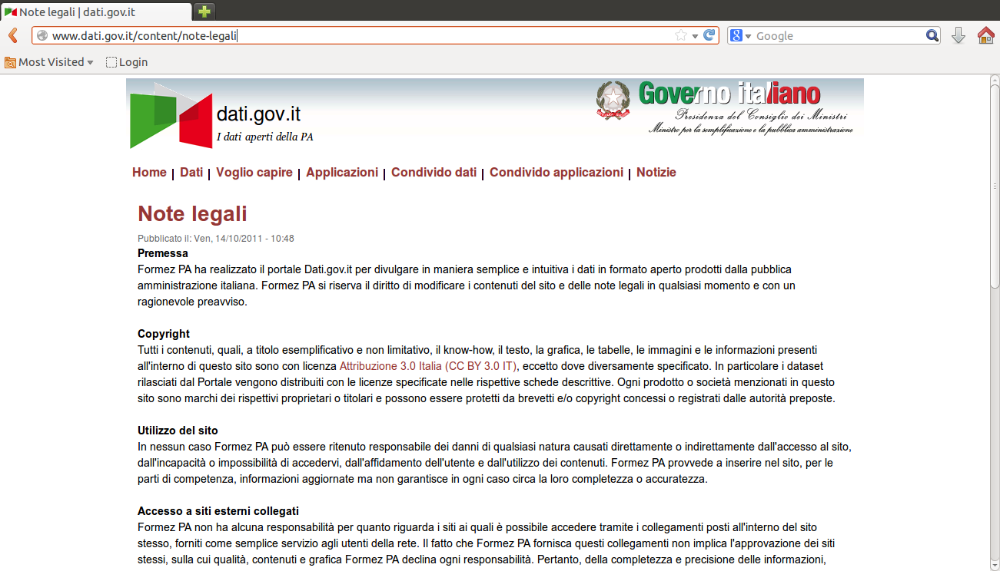 Note legali | dati.gov.it
www.dati.gov.it/content/note-legali
8
Google
Most Visited
Login
dati.gov.it
I dati aperti della PA
Governo italiano
Presidenza del Consiglio dei Ministri
Ministro per la semplificazione e la pubblica amministrazione
Home | Dati | Voglio capire | Applicazioni | Condivido dati | Condivido applicazioni | Notizie
Note legali
Pubblicato il: Ven, 14/10/2011 - 10:48
Premessa
Formez PA ha realizzato il portale Dati.gov.it per divulgare in maniera semplice e intuitiva i dati in formato aperto prodotti dalla pubblica
amministrazione italiana. Formez PA si riserva il diritto di modificare i contenuti del sito e delle note legali in qualsiasi momento e con un
ragionevole preavviso.
Copyright
Tutti i contenuti, quali, a titolo esemplificativo e non limitativo, il know-how, il testo, la grafica, le tabelle, le immagini e le informazioni presenti
all'interno di questo sito sono con licenza Attribuzione 3.0 Italia (CC BY 3.0 IT), eccetto dove diversamente specificato. In particolare i dataset
rilasciati dal Portale vengono distribuiti con le licenze specificate nelle rispettive schede descrittive. Ogni prodotto o società menzionati in questo
sito sono marchi dei rispettivi proprietari o titolari e possono essere protetti da brevetti e/o copyright concessi o registrati dalle autorità preposte.
Utilizzo del sito
In nessun caso Formez PA può essere ritenuto responsabile dei danni di qualsiasi natura causati direttamente o indirettamente dall'accesso al sito,
dall'incapacità o impossibilità di accedervi, dall'affidamento dell'utente e dall'utilizzo dei contenuti. Formez PA provvede a inserire nel sito, per le
parti di competenza, informazioni aggiornate ma non garantisce in ogni caso circa la loro completezza o accuratezza.
Accesso a siti esterni collegati
Formez PA non ha alcuna responsabilità per quanto riguarda i siti ai quali è possibile accedere tramite i collegamenti posti all'interno del sito
stesso, forniti come semplice servizio agli utenti della rete. Il fatto che Formez PA fornisca questi collegamenti non implica l'approvazione dei siti
stessi, sulla cui qualità, contenuti e grafica Formez PA declina ogni responsabilità. Pertanto, della completezza e precisione delle informazioni,